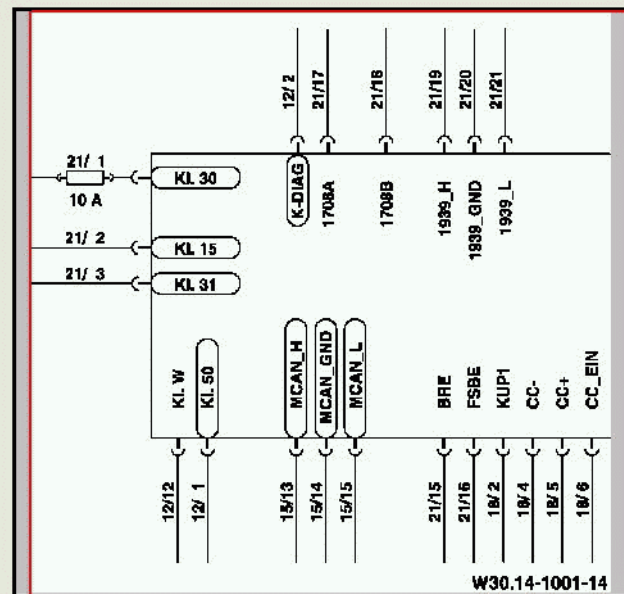 12/ 2
21/17
21/18
21/19
21/20
21/21
21/ 1
10 A
KL 30
K-DIAG
1708A
1708B
1939_H
1939_GND
1939_L
21/ 2
KL 15
21/ 3
KL 31
KL W
KL 50
MCAN_H
MCAN_GND
MCAN_L
BRE
FSBE
KUP1
CC-
CC+
CC_EIN
12/12
12/ 1
15/13
15/14
15/15
21/15
21/16
18/ 2
18/ 4
18/ 5
18/ 6
W30.14-1001-14